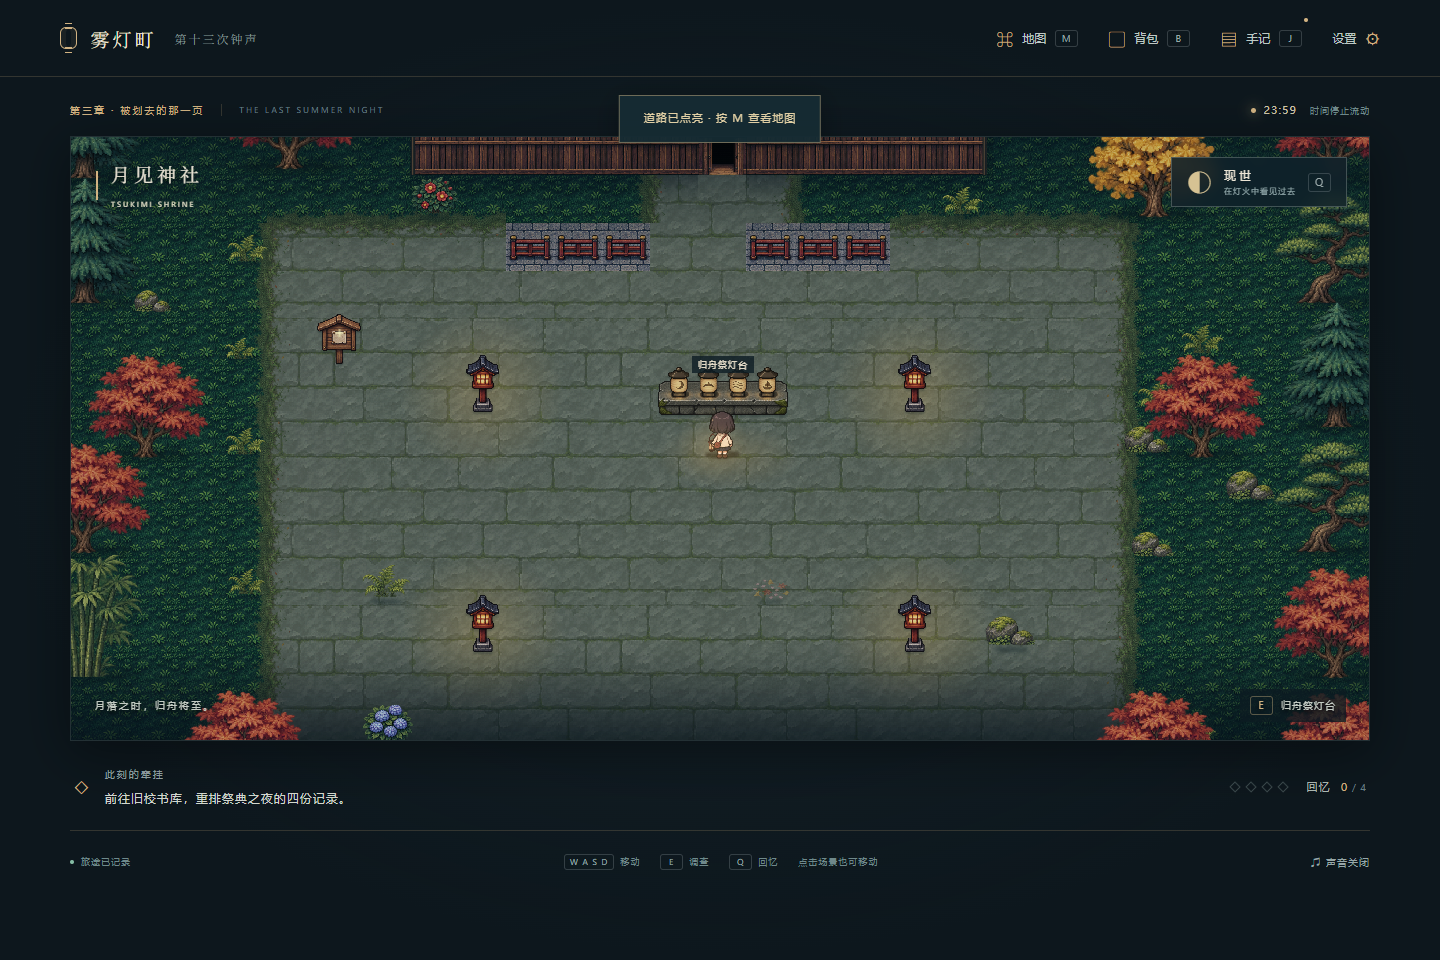 雾灯町 第十三次钟声
地图 M 背包 B 手记 J 设置
第三章 · 被划去的那一页 THE LAST SUMMER NIGHT
道路已点亮 · 按 M 查看地图
23:59 时间停止流动
月见神社
TSUKIMI SHRINE
现世
在灯火中看见过去
Q
归舟祭灯台
月落之时，归舟将至。
E 归舟祭灯台
此刻的牵挂
前往旧校书库，重排祭典之夜的四份记录。
回忆 0 / 4
旅途已记录
WASD 移动 E 调查 Q 回忆 点击场景也可移动
声音关闭